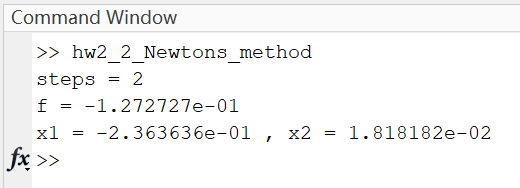 Command Window
>> hw2_2_Newtons_method
steps = 2
f = -1.272727e-01
x1 = -2.363636e-01 , x2 = 1.818182e-02
fx >>